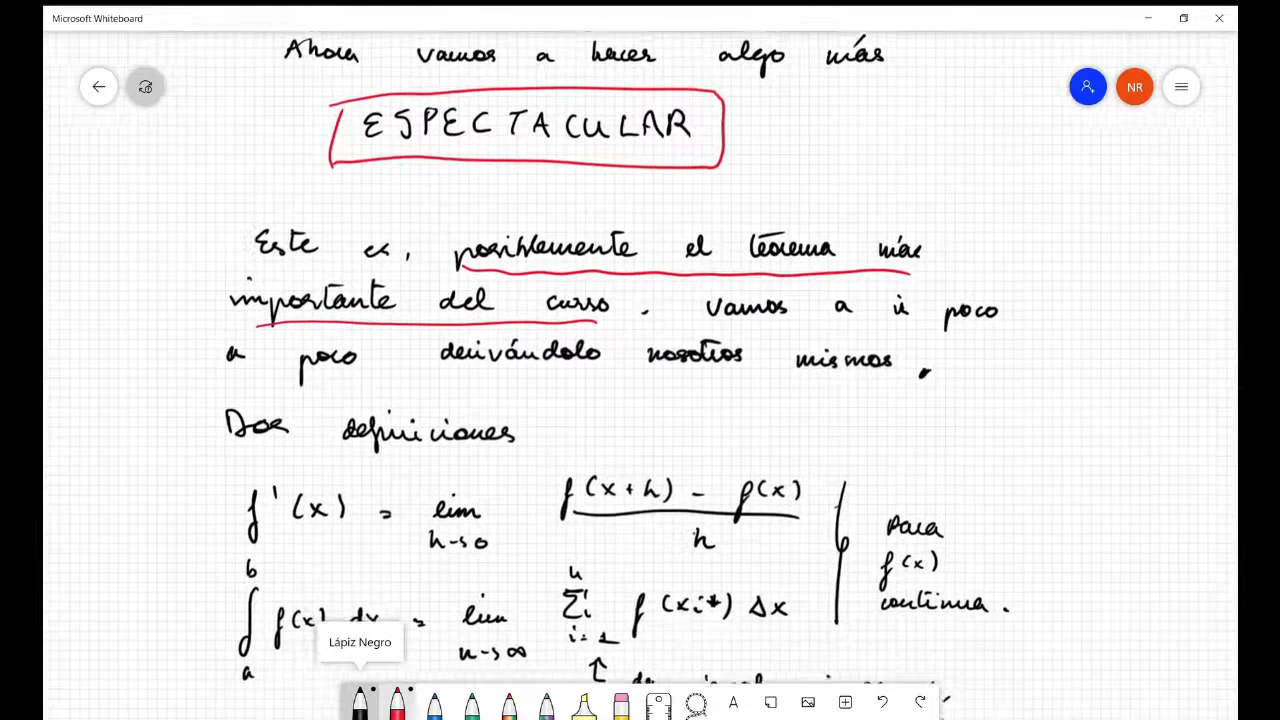 Microsoft Whiteboard
NR
Ahora vamos a hacer algo más
ESPECTACULAR
Este es, posiblemente el teorema más
importante del curso. Vamos a ir poco
a poco derivándolo nosotros mismos.
Dos definiciones
f'(x) = lim h→0 f(x+h) - f(x) / h
∫ a b f(x) dx = lim n→∞ Σ i=1 n f(xi*) Δx
Para
f(x)
continua.
Lápiz Negro
A